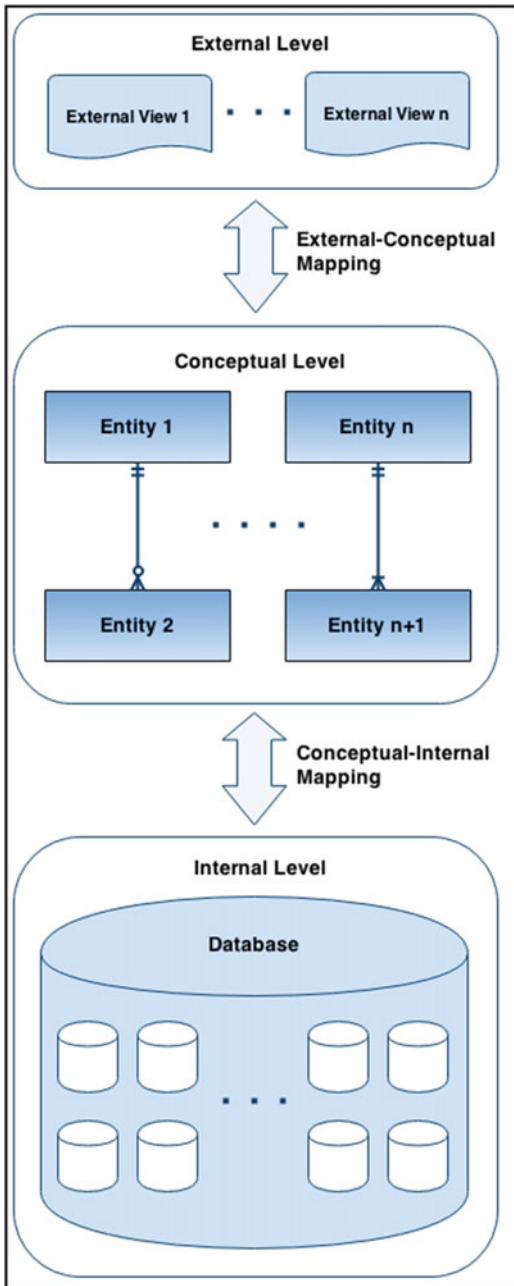 External Level
External View 1
External View n
External-Conceptual
Mapping
Conceptual Level
Entity 1
Entity n
Entity 2
Entity n+1
Conceptual-Internal
Mapping
Internal Level
Database